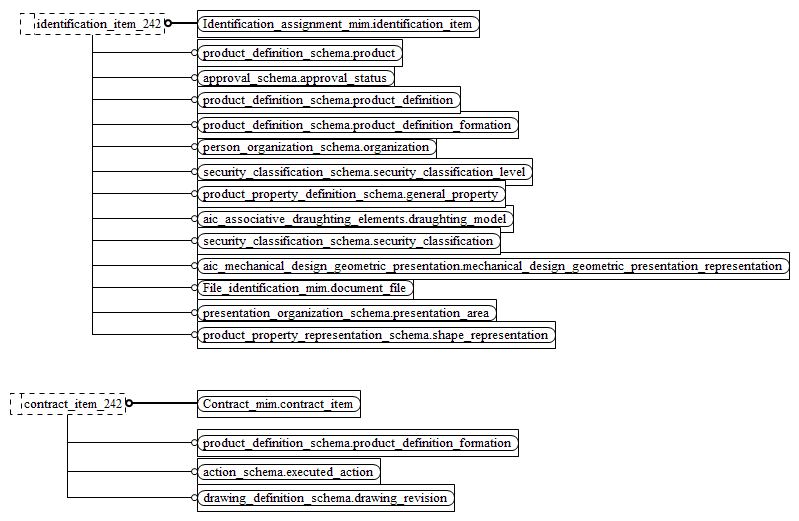 identification_item_242
Identification_assignment_mim.identification_item
product_definition_schema.product
approval_schema.approval_status
product_definition_schema.product_definition
product_definition_schema.product_definition_formation
person_organization_schema.organization
security_classification_schema.security_classification_level
product_property_definition_schema.general_property
aic_associative_draughting_elements.draughting_model
security_classification_schema.security_classification
aic_mechanical_design_geometric_presentation.mechanical_design_geometric_presentation_representation
File_identification_mim.document_file
presentation_organization_schema.presentation_area
product_property_representation_schema.shape_representation
contract_item_242
Contract_mim.contract_item
product_definition_schema.product_definition_formation
action_schema.executed_action
drawing_definition_schema.drawing_revision